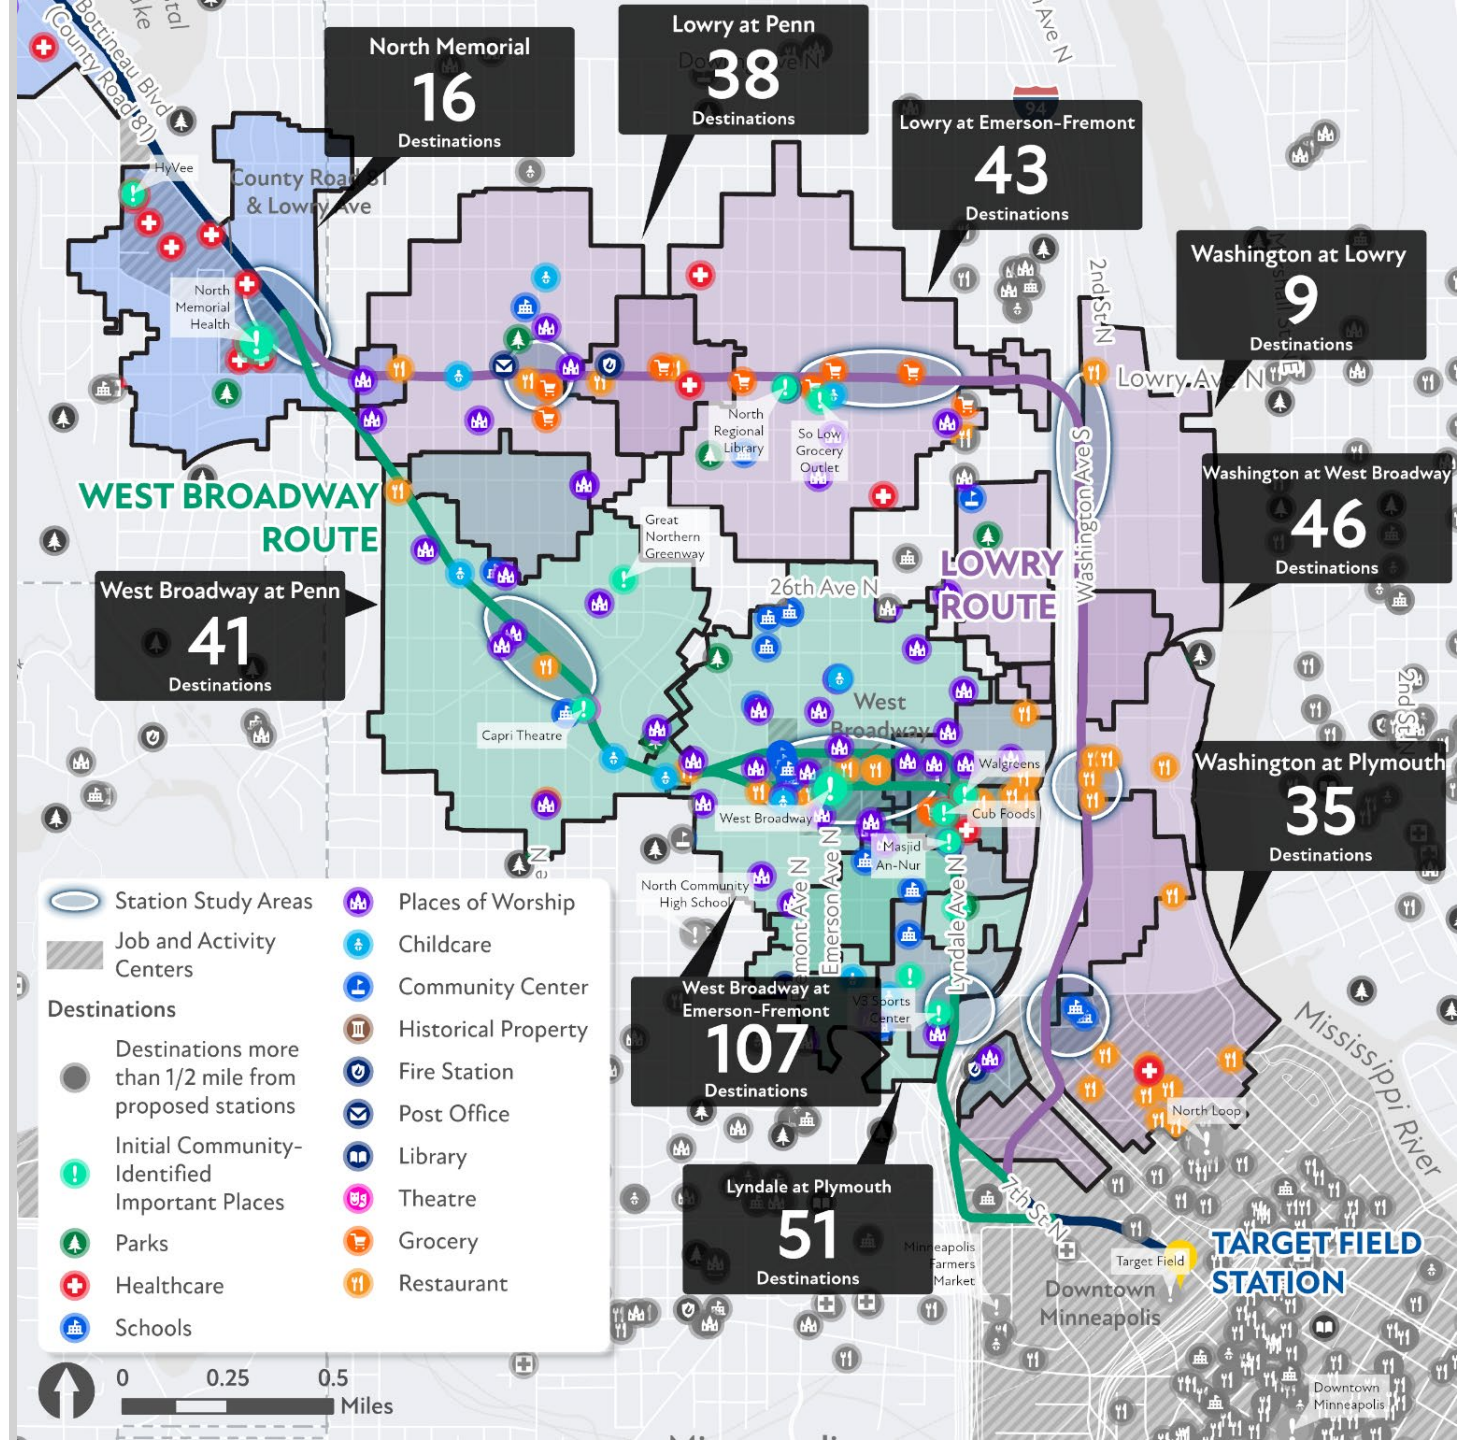 Bottineau Blvd
(County Road 81)
North Memorial
16
Destinations
Lowry at Penn
38
Destinations
94
Lowry at Emerson-Fremont
43
Destinations
HyVee
County Road 81
& Lowry Ave
Washington at Lowry
9
Destinations
2nd St N
North
Memorial
Health
Lowry Ave N
North
Regional
Library
So Low
Grocery
Outlet
Washington Ave S
Washington at West Broadway
46
Destinations
WEST BROADWAY
ROUTE
Great
Northern
Greenway
LOWRY
ROUTE
26th Ave N
West Broadway at Penn
41
Destinations
2nd St N
Capri Theatre
West
Broadway
Walgreens
Washington at Plymouth
35
Destinations
West Broadway
Cub Foods
Masjid
An-Nur
Emerson Ave N
Lyndale Ave N
North Community
High School
Station Study Areas
Job and Activity
Centers
Destinations
Destinations more
than 1/2 mile from
proposed stations
Initial Community-
Identified
Important Places
Parks
Healthcare
Schools
Places of Worship
Childcare
Community Center
Historical Property
Fire Station
Post Office
Library
Theatre
Grocery
Restaurant
West Broadway at
Emerson-Fremont
107
Destinations
V3 Sports
Center
Mississippi River
North Loop
Lyndale at Plymouth
51
Destinations
7th St N
Minneapolis
Farmers
Market
Target Field
TARGET FIELD
STATION
Downtown
Minneapolis
0 0.25 0.5
Miles
Downtown
Minneapolis